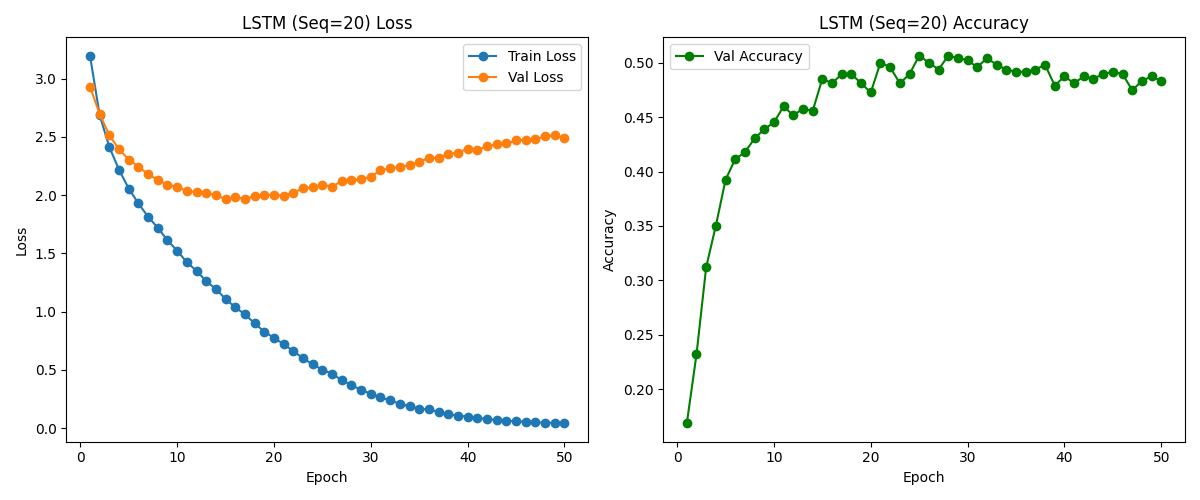 LSTM (Seq=20) Loss
Train Loss
Val Loss
Loss
3.0
2.5
2.0
1.5
1.0
0.5
0.0
0 10 20 30 40 50
Epoch
LSTM (Seq=20) Accuracy
Val Accuracy
Accuracy
0.50
0.45
0.40
0.35
0.30
0.25
0.20
0 10 20 30 40 50
Epoch